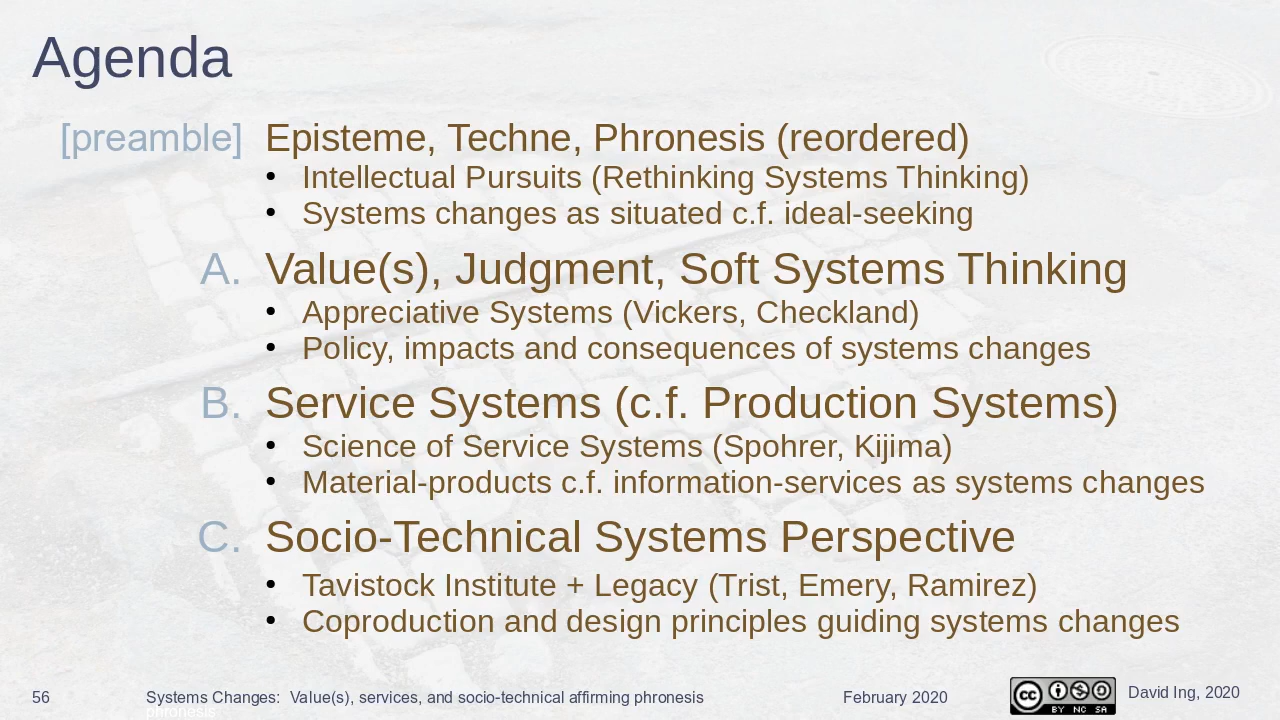 Agenda
[preamble] Episteme, Techne, Phronesis (reordered)
• Intellectual Pursuits (Rethinking Systems Thinking)
• Systems changes as situated c.f. ideal-seeking
A. Value(s), Judgment, Soft Systems Thinking
• Appreciative Systems (Vickers, Checkland)
• Policy, impacts and consequences of systems changes
B. Service Systems (c.f. Production Systems)
• Science of Service Systems (Spohrer, Kijima)
• Material-products c.f. information-services as systems changes
C. Socio-Technical Systems Perspective
• Tavistock Institute + Legacy (Trist, Emery, Ramirez)
• Coproduction and design principles guiding systems changes
56 Systems Changes: Value(s), services, and socio-technical affirming phronesis February 2020 cc BY NC SA David Ing, 2020
phronesis